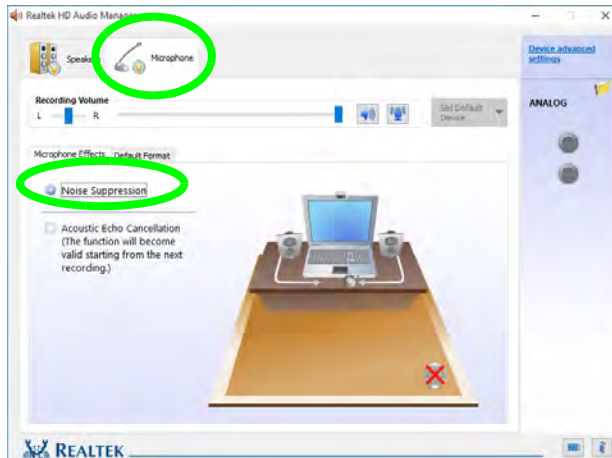 Realtek HD Audio Manager
Speakers
Microphone
Device advanced
settings
Recording Volume
L
R
Set Default
Device
ANALOG
Microphone Effects
Default Format
Noise Suppression
Acoustic Echo Cancellation
(The function will become
valid starting from the next
recording.)
REALTEK